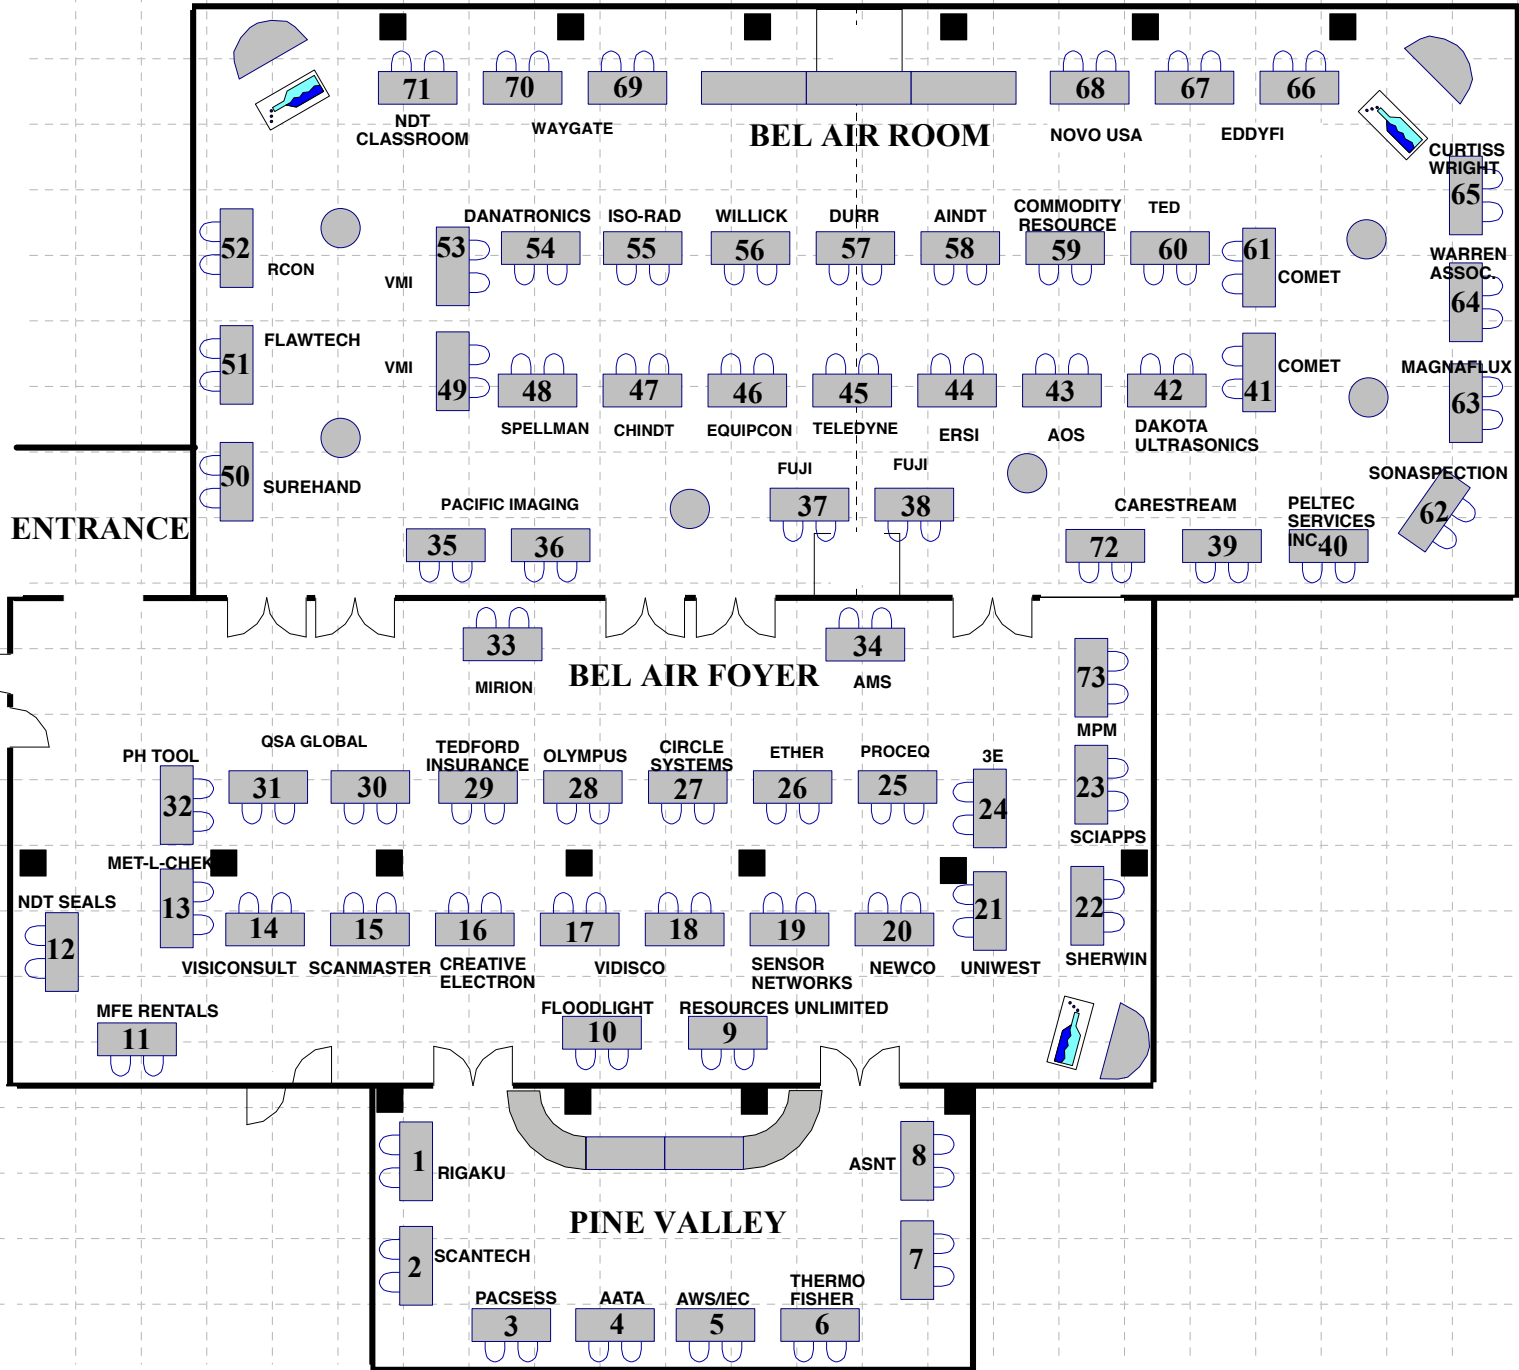 71
70
69
68
67
66
NDT
CLASSROOM
WAYGATE
BEL AIR ROOM
NOVO USA
EDDYFI
CURTISS
WRIGHT
65
DANATRONICS
ISO-RAD
WILLICK
DURR
AINDT
COMMODITY
RESOURCE
TED
52
RCON
53
VMI
54
55
56
57
58
59
60
61
COMET
WARREN
ASSOC.
64
51
FLAWTECH
VMI
49
48
47
46
45
44
43
42
41
COMET
MAGNAFLUX
63
SPELLMAN
CHINDT
EQUIPCON
TELEDYNE
ERSI
AOS
DAKOTA
ULTRASONICS
50
SUREHAND
FUJI
FUJI
SONASPECTION
62
ENTRANCE
PACIFIC IMAGING
37
38
CARESTREAM
PELTEC
SERVICES
INC.
35
36
72
39
40
33
MIRION
BEL AIR FOYER
34
AMS
73
MPM
PH TOOL
QSA GLOBAL
TEDFORD
INSURANCE
OLYMPUS
CIRCLE
SYSTEMS
ETHER
PROCEQ
3E
32
31
30
29
28
27
26
25
24
23
SCIAPPS
MET-L-CHEK
NDT SEALS
12
13
14
15
16
17
18
19
20
21
22
VISICONSULT
SCANMASTER
CREATIVE
ELECTRON
VIDISCO
SENSOR
NETWORKS
NEWCO
UNIWEST
SHERWIN
MFE RENTALS
11
FLOODLIGHT
10
RESOURCES UNLIMITED
9
1
RIGAKU
ASNT
8
PINE VALLEY
2
SCANTECH
7
PACSESS
AATA
AWS/IEC
THERMO
FISHER
3
4
5
6